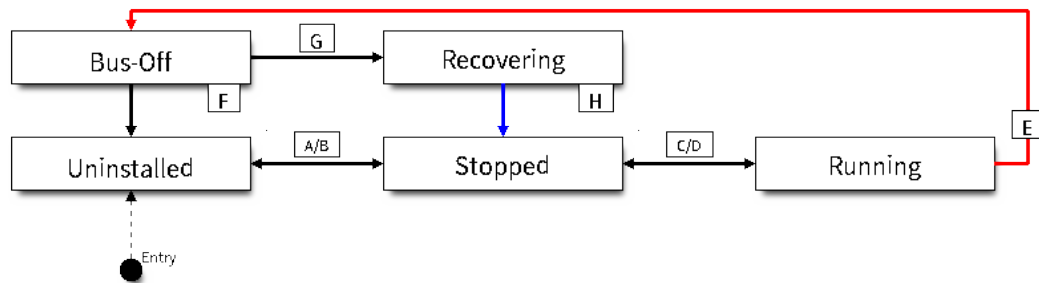 G
Bus-Off
Recovering
F
H
E
A/B
C/D
Uninstalled
Stopped
Running
Entry